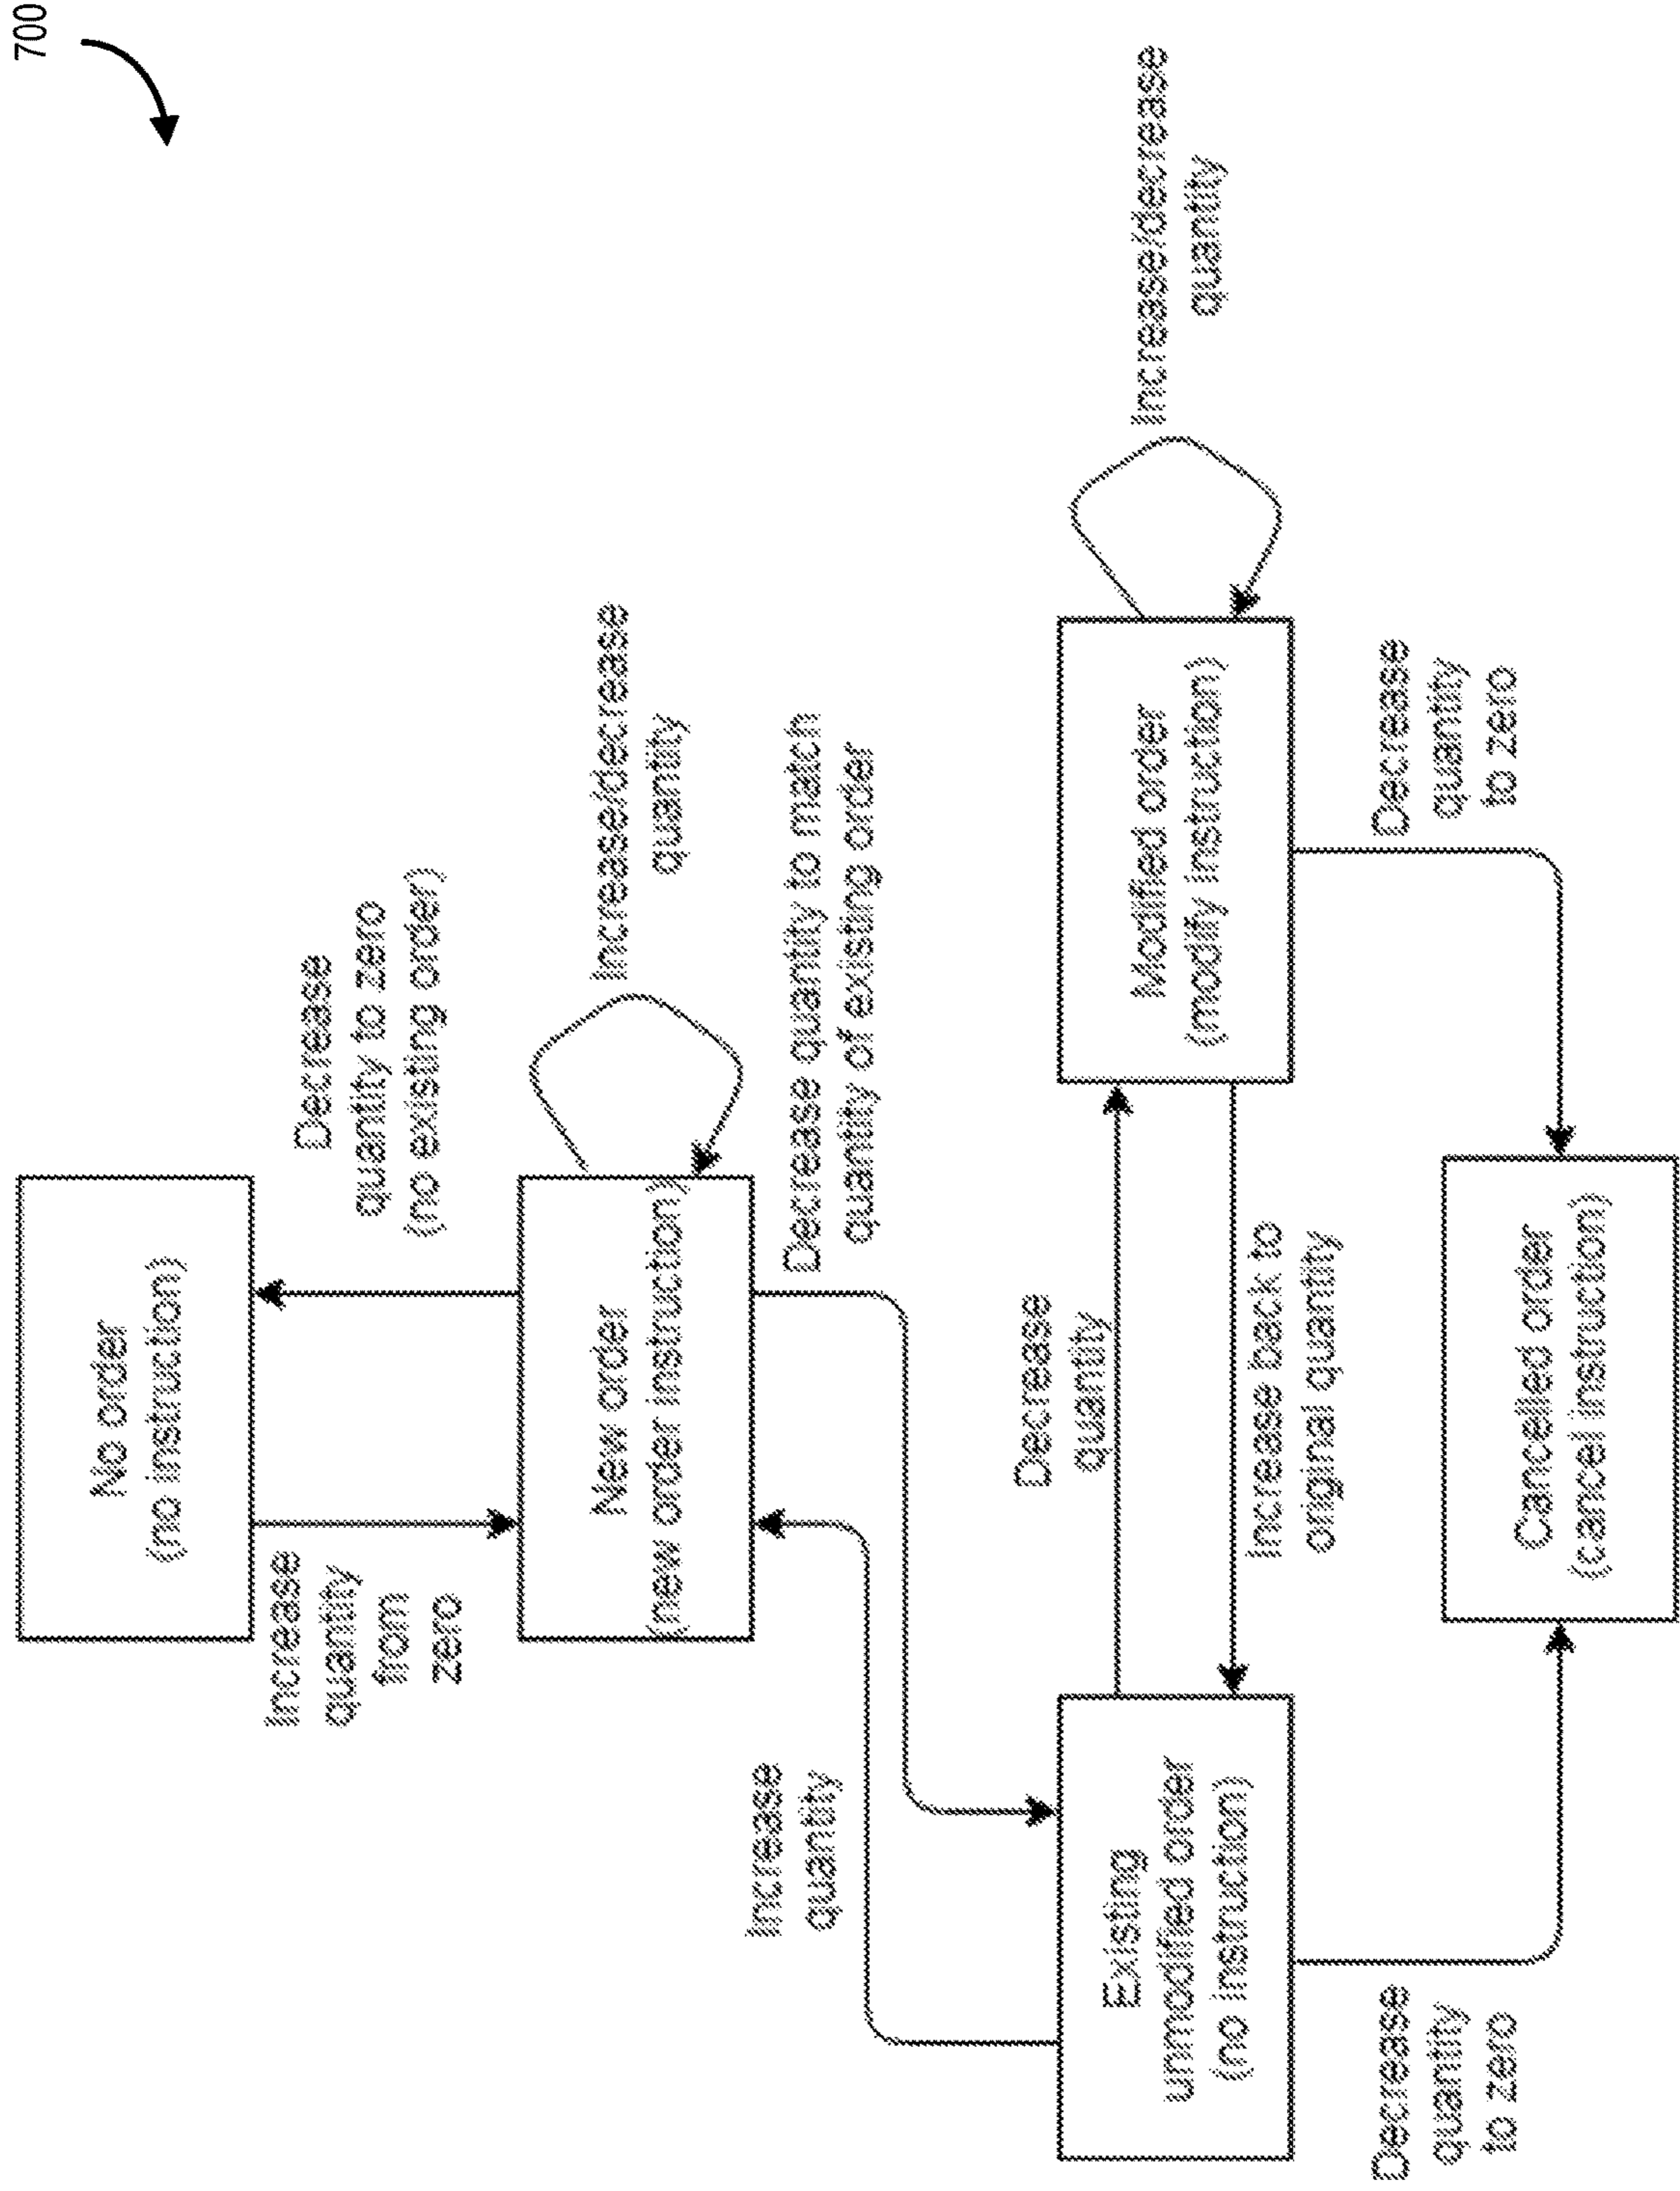 700
No order
(no instruction)
Increase
quantity
from
zero
Decrease
quantity to zero
(no existing order)
New order
(new order instruction)
Increase/decrease
quantity
Increase
quantity
Decrease quantity to match
quantity of existing order
Existing
unmodified order
(no instruction)
Decrease
quantity
Increase back to
original quantity
Modified order
(modify instruction)
Increase/decrease
quantity
Decrease
quantity
to zero
Cancelled order
(cancel instruction)
Decrease
quantity
to zero